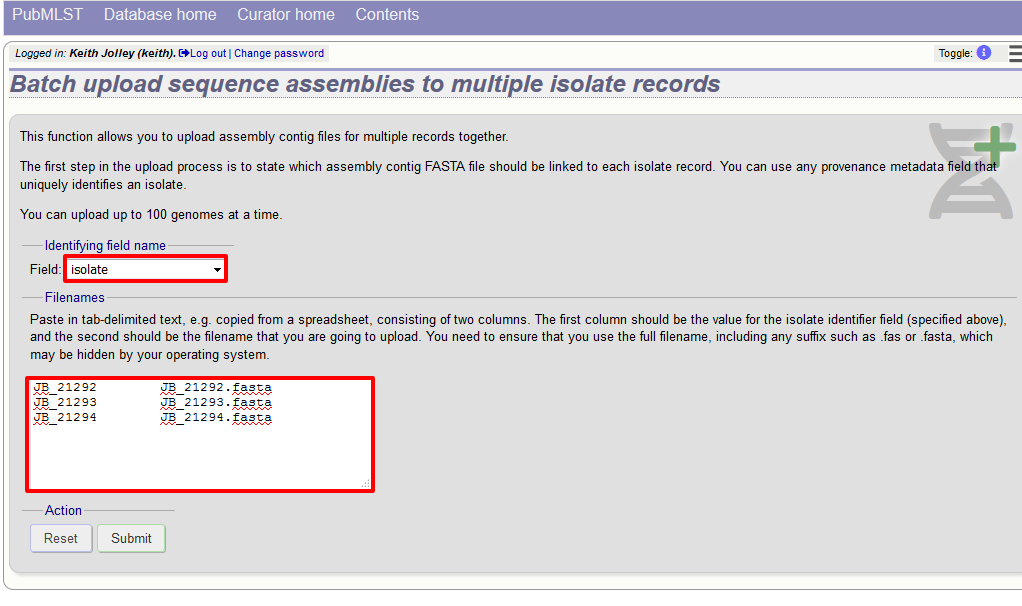 PubMLST Database home Curator home Contents
Logged in: Keith Jolley (keith). Log out | Change password Toggle: i
Batch upload sequence assemblies to multiple isolate records
This function allows you to upload assembly contig files for multiple records together.
The first step in the upload process is to state which assembly contig FASTA file should be linked to each isolate record. You can use any provenance metadata field that
uniquely identifies an isolate.
You can upload up to 100 genomes at a time.
Identifying field name
Field: isolate
Filenames
Paste in tab-delimited text, e.g. copied from a spreadsheet, consisting of two columns. The first column should be the value for the isolate identifier field (specified above),
and the second should be the filename that you are going to upload. You need to ensure that you use the full filename, including any suffix such as .fas or .fasta, which
may be hidden by your operating system.
JB_21292 JB_21292.fasta
JB_21293 JB_21293.fasta
JB_21294 JB_21294.fasta
Action
Reset Submit